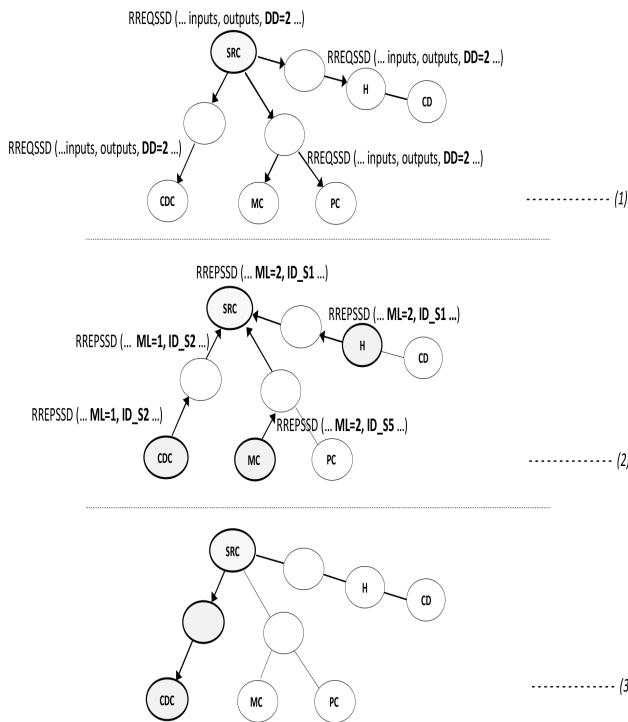 RREQSSD (... inputs, outputs, DD=2 ...)
SRC
RREQSSD (... inputs, outputs, DD=2 ...)
H
CD
RREQSSD (...inputs, outputs, DD=2 ...)
RREQSSD (... inputs, outputs, DD=2 ...)
CDC
MC
PC
------------ (1)
RREPSSD (... ML=2, ID_S1 ...)
SRC
RREPSSD (... ML=2, ID_S1 ...)
RREPSSD (... ML=1, ID_S2 ...)
H
CD
RREPSSD (... ML=1, ID_S2 ...)
RREPSSD (... ML=2, ID_S5 ...)
CDC
MC
PC
------------ (2,
SRC
H
CD
CDC
MC
PC
------------ (3